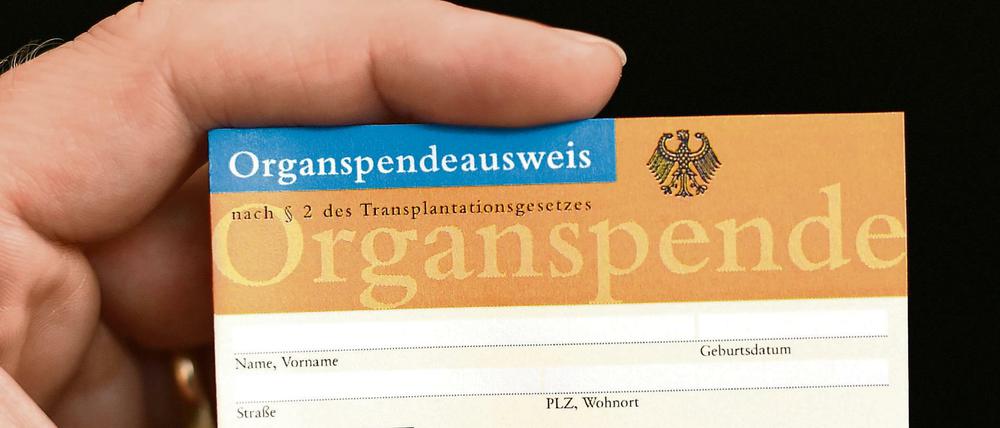 Organspendeausweis
nach § 2 des Transplantationsgesetzes
Organspende
Name, Vorname Geburtsdatum
Straße PLZ, Wohnort